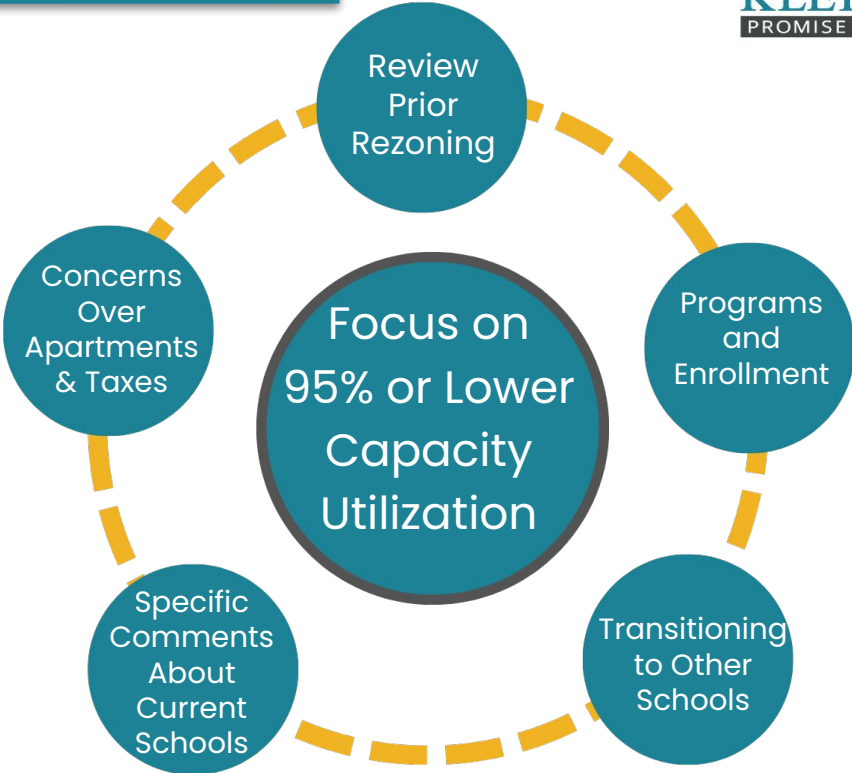 PROMISE
Review
Prior
Rezoning
Concerns
Over
Apartments
& Taxes
Programs
and
Enrollment
Focus on
95% or Lower
Capacity
Utilization
Specific
Comments
About
Current
Schools
Transitioning
to Other
Schools